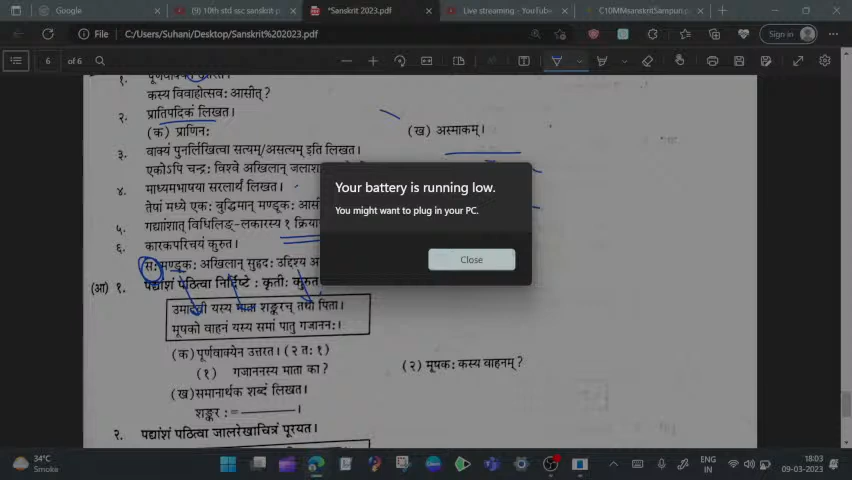 Google
(9) 10th std ssc sanskrit p
*Sanskrit 2023.pdf
Live streaming - YouTub
C10MMsanskritSampun.p
File
C:/Users/Suhani/Desktop/Sanskrit%202023.pdf
Sign in
6 of 6
१.
कस्य विवाहोत्सव: आसीत् ?
२. प्रातिपदिकं लिखत।
(क) प्राणिन:
(ख) अस्माकम्।
३. वाक्यं पुनर्लिखित्वा सत्यम्/असत्यम् इति लिखत।
एकोऽपि चन्द्र: विश्वे अखिलान् जलाश
४. माध्यमभाषया सरलार्थं लिखत।
तेषां मध्ये एक: बुद्धिमान् मण्डूक: आसी
५. गद्यांशात् विधिलिङ्-लकारस्य १ क्रिया
६. कारकपरिचयं कुरुत।
स: मण्डूक: अखिलान् सुहृद: उद्दिश्य अ
(आ) १. पद्यांशं पठित्वा निर्दिष्टे : कृती: कुरुत
उमादेवी यस्य माता शङ्करच् तथा पिता।
मूषको वाहनं यस्य समां पातु गजानन:।
(क) पूर्णवाक्येन उत्तरत। (२ त: १)
(१) गजाननस्य माता का?
(२) मूषक: कस्य वाहनम् ?
(ख) समानार्थक शब्दं लिखत।
शङ्कर := ———— ।
२. पद्यांशं पठित्वा जालरेखाचित्रं पूरयत।
Your battery is running low.
You might want to plug in your PC.
Close
34°C
Smoke
ENG
IN
18:03
09-03-2023